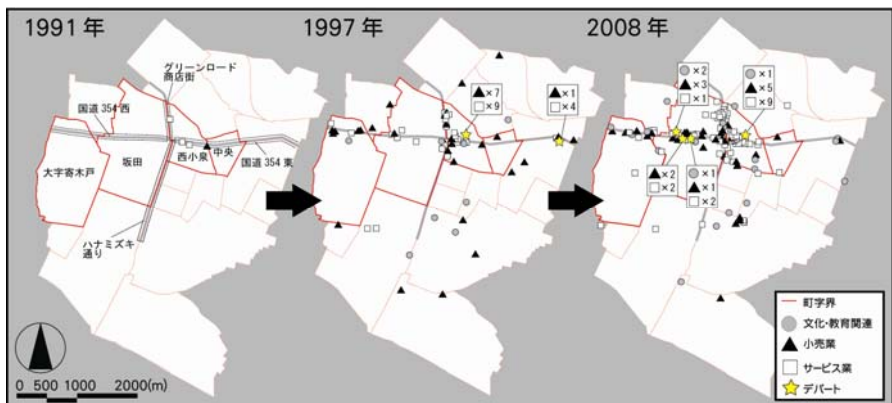 1991年
1997年
2008年
グリーンロード
商店街
国道354西
大字寄木戸
坂田
西小泉
中央
国道354東
ハナミズキ
通り
▲×7
□×9
▲×1
□×4
●×2
▲×3
□×1
●×1
▲×5
□×9
▲×2
□×2
●×1
▲×1
□×2
町字界
文化・教育関連
小売業
サービス業
デパート
0 500 1000 2000(m)